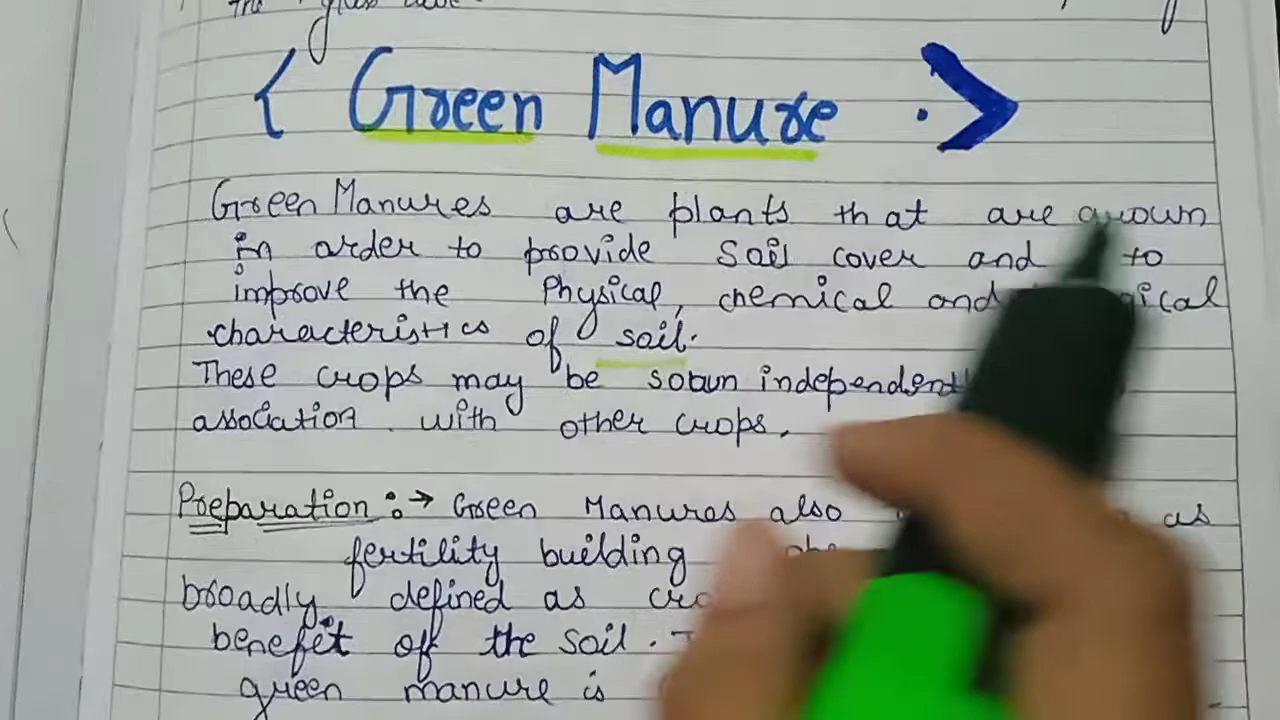 the
< Green Manure . >
Green Manures are plants that are grown
in order to provide Soil cover and to
improve the Physical, chemical and
characteristics of soil.
These crops may be sown
association with other crops.
Preparation :→ Green Manures also as
fertility building
broadly defined as
benefit of the soil.
green manure is